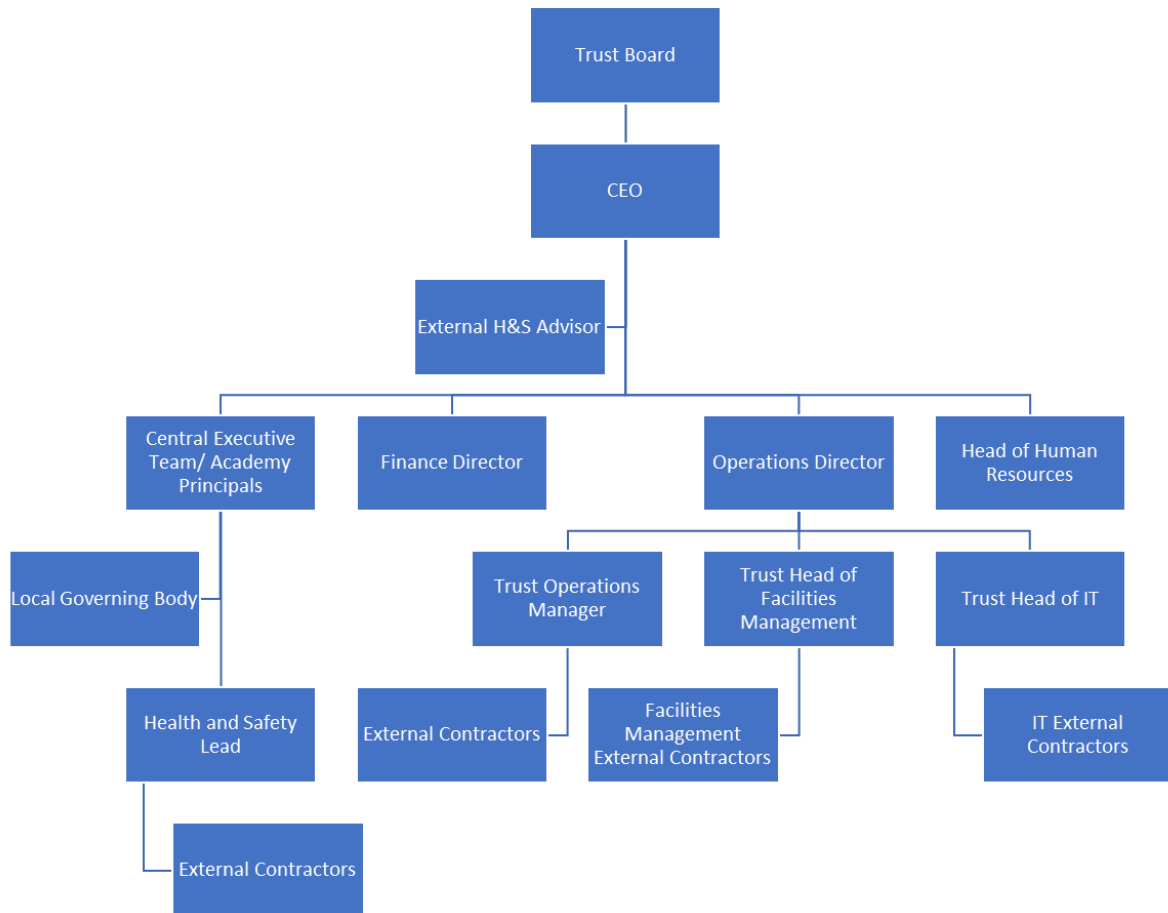 Trust Board
CEO
External H&S Advisor
Central Executive
Team/ Academy
Principals
Finance Director
Operations Director
Head of Human
Resources
Local Governing Body
Trust Operations
Manager
Trust Head of
Facilities
Management
Trust Head of IT
Health and Safety
Lead
External Contractors
Facilities
Management
External Contractors
IT External
Contractors
External Contractors